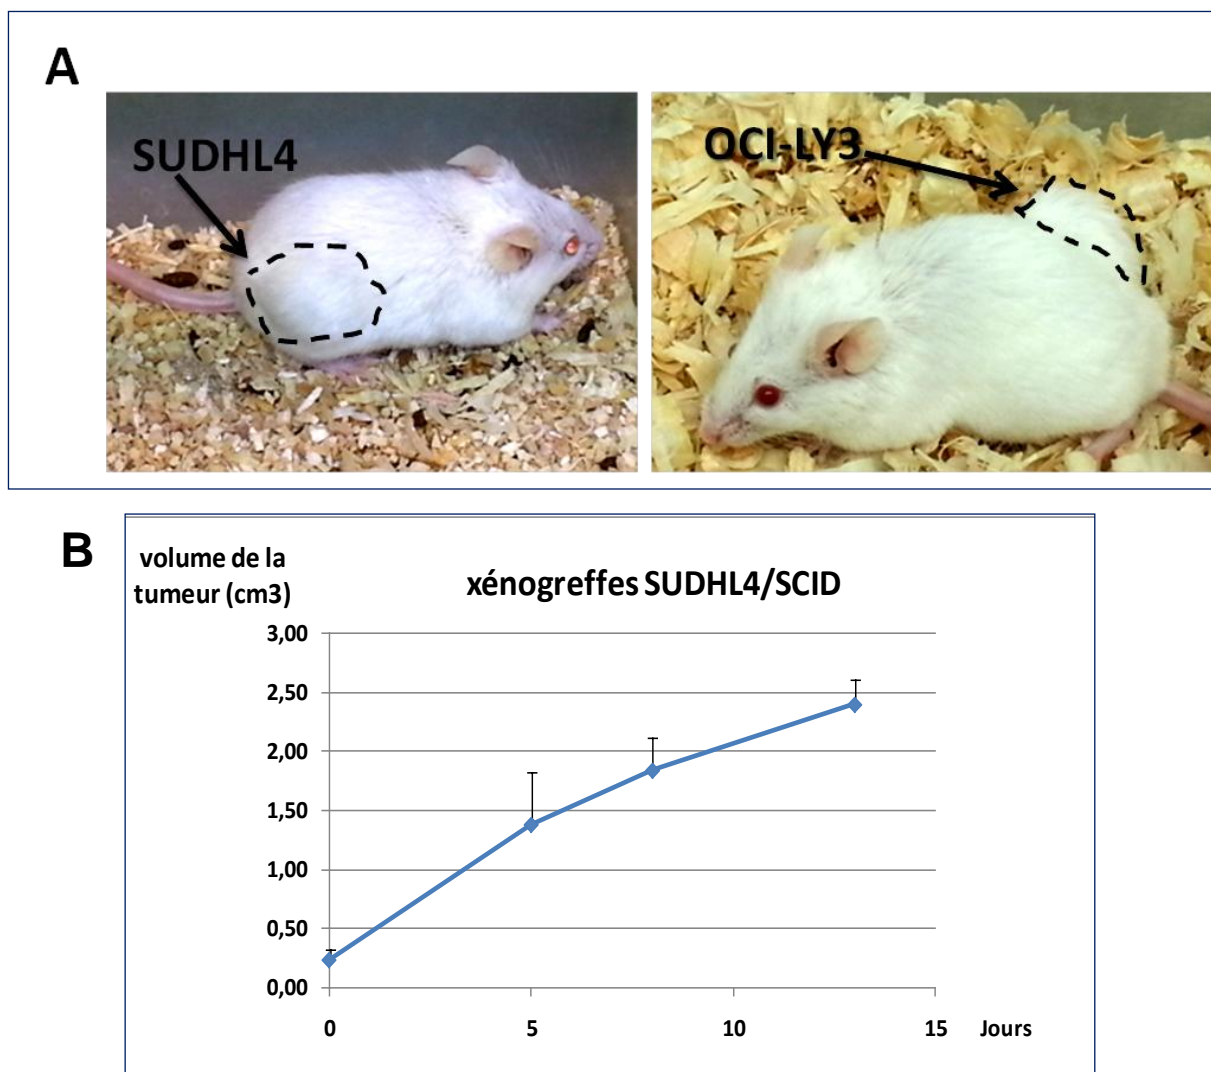 A
SUDHL4
OCI-LY3
B
volume de la
tumeur (cm3)
xénogreffes SUDHL4/SCID
3,00
2,50
2,00
1,50
1,00
0,50
0,00
0 5 10 15 Jours